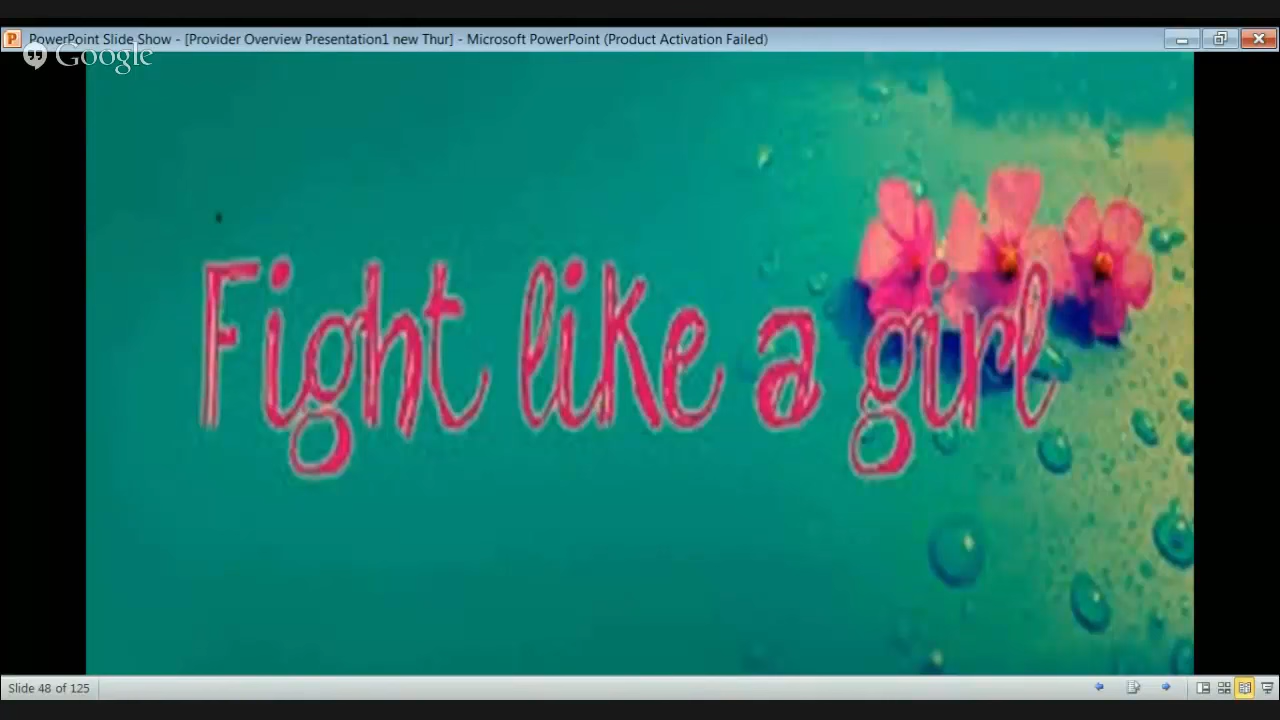 PowerPoint Slide Show - [Provider Overview Presentation1 new Thur] - Microsoft PowerPoint (Product Activation Failed)
Google
Fight like a girl
Slide 48 of 125